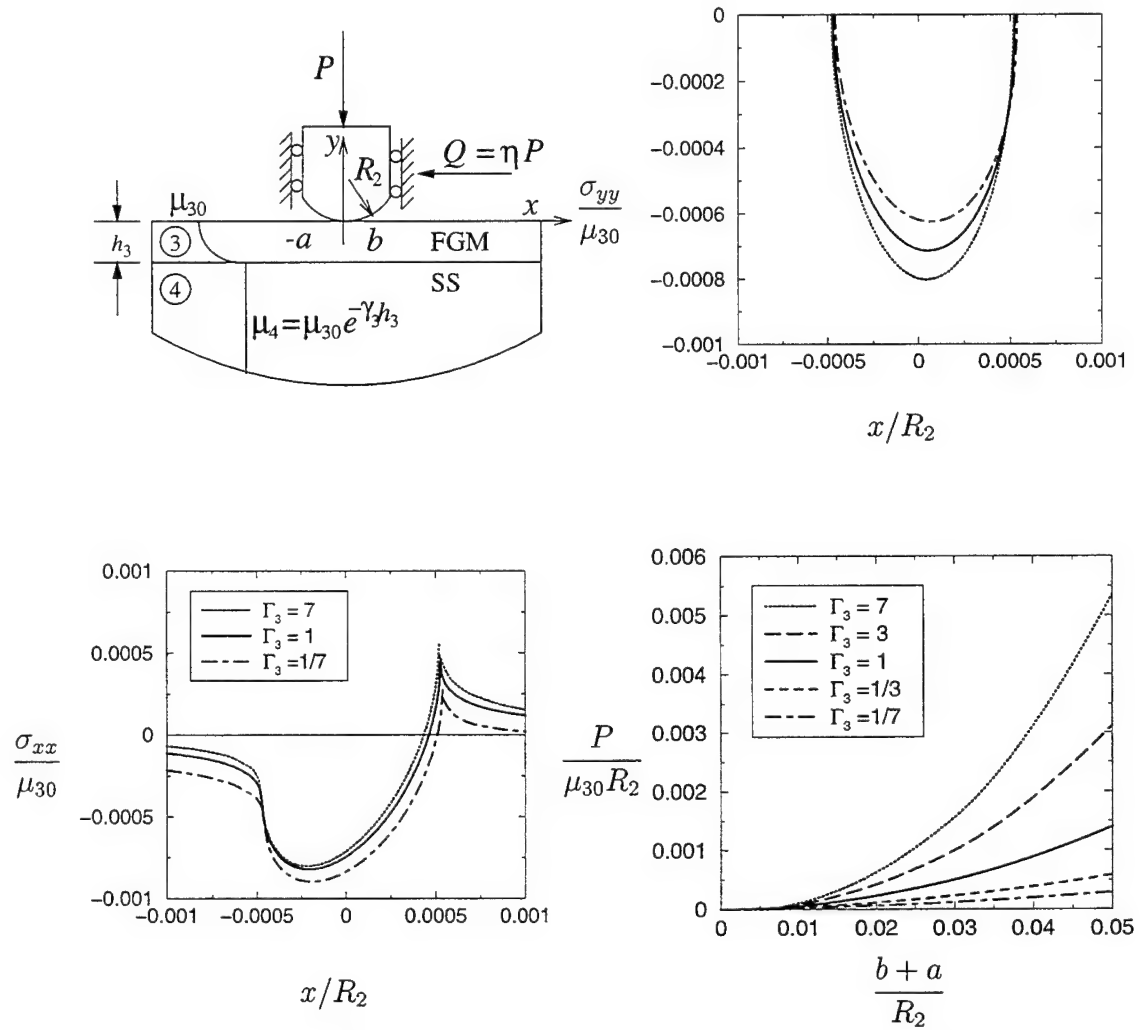 P
y
R₂
Q = ηP
μ₃₀
x
h₃
③
-a
b
FGM
④
SS
μ₄=μ₃₀e^{-γ₃h₃}
σ_yy
μ₃₀
0
−0.0002
−0.0004
−0.0006
−0.0008
−0.001
−0.001 −0.0005 0 0.0005 0.001
x/R₂
σ_xx
μ₃₀
0.001
0.0005
0
−0.0005
−0.001
Γ₃ = 7
Γ₃ = 1
Γ₃ =1/7
−0.001 −0.0005 0 0.0005 0.001
x/R₂
P
μ₃₀R₂
0.006
0.005
0.004
0.003
0.002
0.001
0
Γ₃ = 7
Γ₃ = 3
Γ₃ = 1
Γ₃ =1/3
Γ₃ =1/7
0 0.01 0.02 0.03 0.04 0.05
b + a
R₂